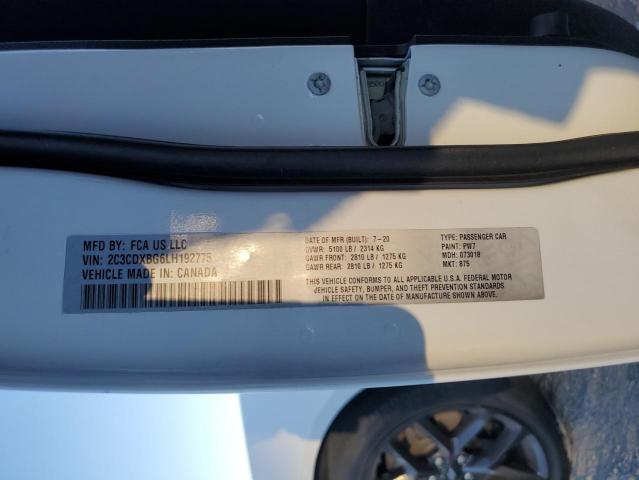 MFD BY: FCA US LLC
VIN: 2C3CDXBG6LH192775
VEHICLE MADE IN: CANADA
DATE OF MFR (BUILT): 7-20
GVWR: 5100 LB / 2314 KG
GAWR FRONT: 2810 LB / 1275 KG
GAWR REAR: 2810 LB / 1275 KG
TYPE: PASSENGER CAR
PAINT: PW7
MDH: 073018
MKT: 875
THIS VEHICLE CONFORMS TO ALL APPLICABLE U.S.A. FEDERAL MOTOR
VEHICLE SAFETY, BUMPER, AND THEFT PREVENTION STANDARDS
IN EFFECT ON THE DATE OF MANUFACTURE SHOWN ABOVE.